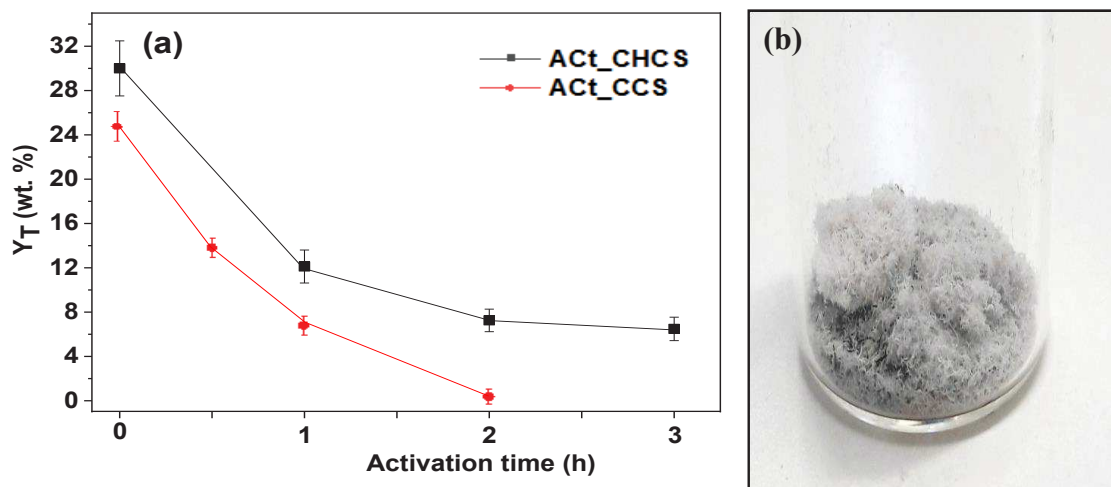 (a)
ACt_CHCS
ACt_CCS
32
28
24
20
16
12
8
4
0
Y_T (wt. %)
0 1 2 3
Activation time (h)
(b)